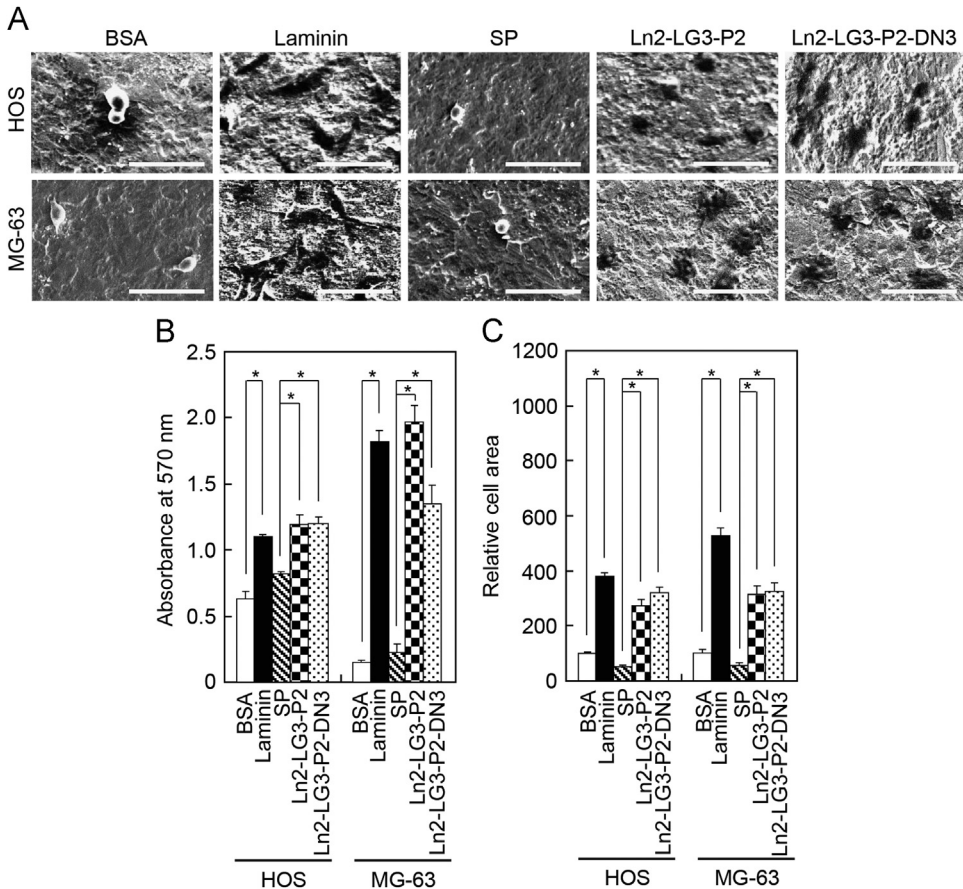 A
BSA Laminin SP Ln2-LG3-P2 Ln2-LG3-P2-DN3
HOS
MG-63
B
2.5
2.0
1.5
1.0
0.5
0
Absorbance at 570 nm
* * * * * *
BSA
Laminin
SP
Ln2-LG3-P2
Ln2-LG3-P2-DN3
BSA
Laminin
SP
Ln2-LG3-P2
Ln2-LG3-P2-DN3
HOS MG-63
C
1200
1000
800
600
400
200
0
Relative cell area
* * * * * *
BSA
Laminin
SP
Ln2-LG3-P2
Ln2-LG3-P2-DN3
BSA
Laminin
SP
Ln2-LG3-P2
Ln2-LG3-P2-DN3
HOS MG-63